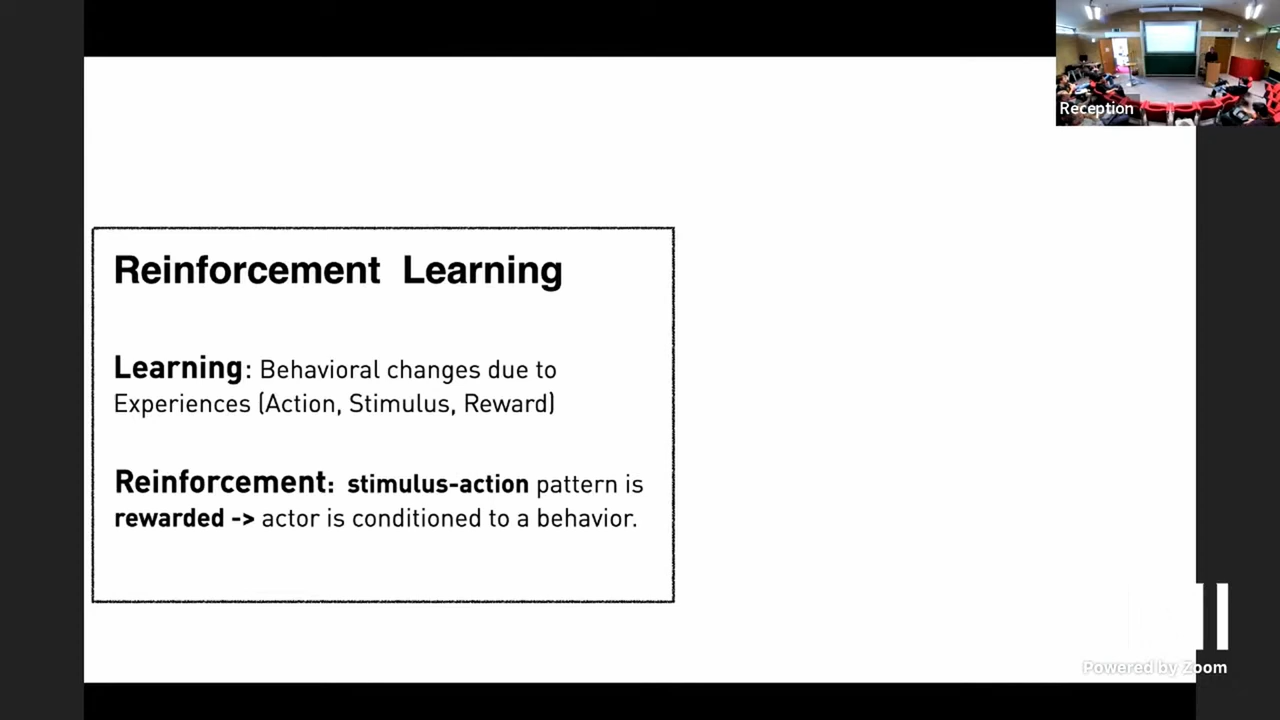 Reception
Reinforcement Learning
Learning: Behavioral changes due to
Experiences (Action, Stimulus, Reward)
Reinforcement: stimulus-action pattern is
rewarded -> actor is conditioned to a behavior.
Powered by Zoom